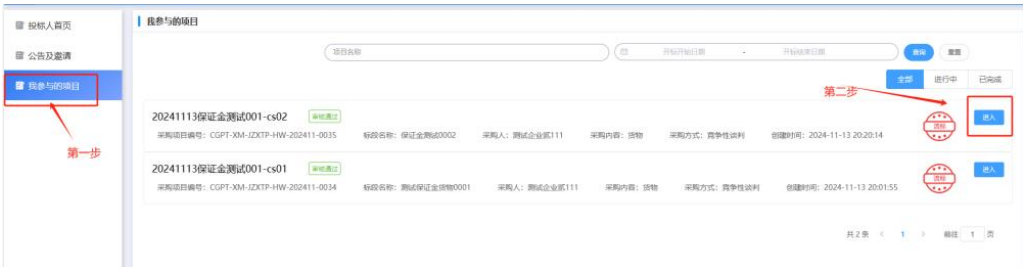 投标人首页
公告及邀请
我参与的项目
第一步
我参与的项目
项目名称
开标开始日期 - 开标结束日期
查询
重置
全部 进行中 已完成
第二步
20241113保证金测试001-cs02 审核通过
采购项目编号：CGPT-XM-JZXTP-HW-202411-0035 标段名称：保证金测试0002 采购人：测试企业贰111 采购内容：货物 采购方式：竞争性谈判 创建时间：2024-11-13 20:20:14
流标
进入
20241113保证金测试001-cs01 审核通过
采购项目编号：CGPT-XM-JZXTP-HW-202411-0034 标段名称：测试保证金货物0001 采购人：测试企业贰111 采购内容：货物 采购方式：竞争性谈判 创建时间：2024-11-13 20:01:55
流标
进入
共 2 条 < 1 > 前往 1 页